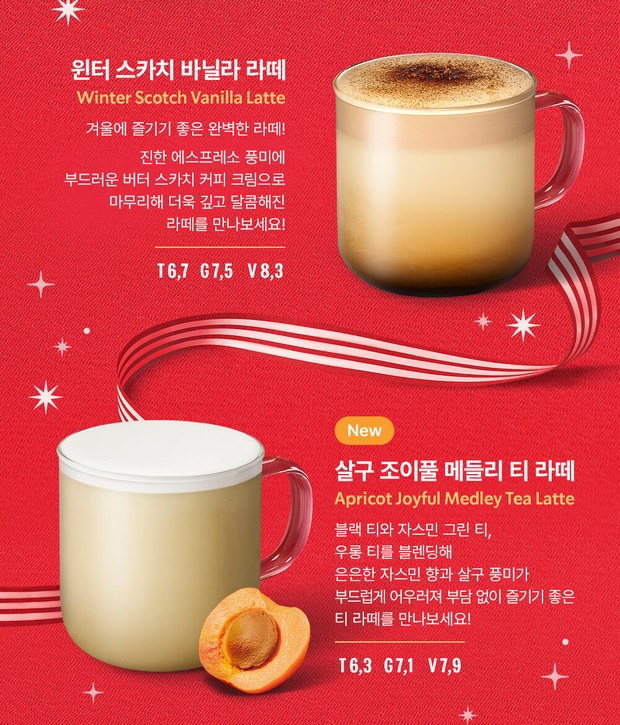 윈터 스카치 바닐라 라떼
Winter Scotch Vanilla Latte
겨울에 즐기기 좋은 완벽한 라떼!
진한 에스프레소 풍미에
부드러운 버터 스카치 커피 크림으로
마무리해 더욱 깊고 달콤해진
라떼를 만나보세요!
T 6,7 G 7,5 V 8,3
New
살구 조이풀 메들리 티 라떼
Apricot Joyful Medley Tea Latte
블랙 티와 자스민 그린 티,
우롱 티를 블렌딩해
은은한 자스민 향과 살구 풍미가
부드럽게 어우러져 부담 없이 즐기기 좋은
티 라떼를 만나보세요!
T 6,3 G 7,1 V 7,9